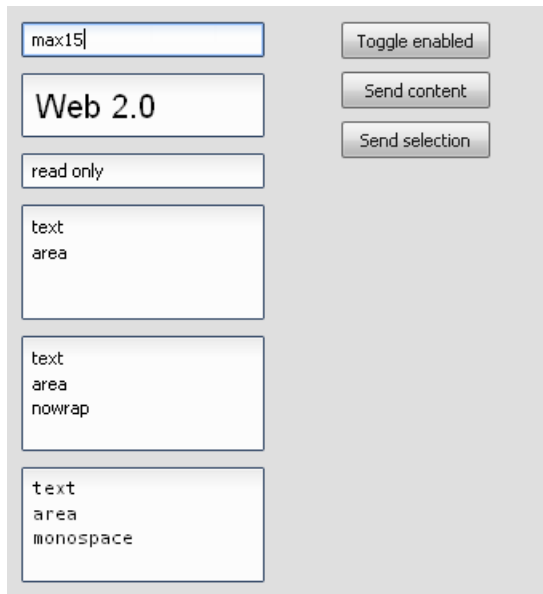 max15
Web 2.0
read only
text
area
text
area
nowrap
text
area
monospace
Toggle enabled
Send content
Send selection